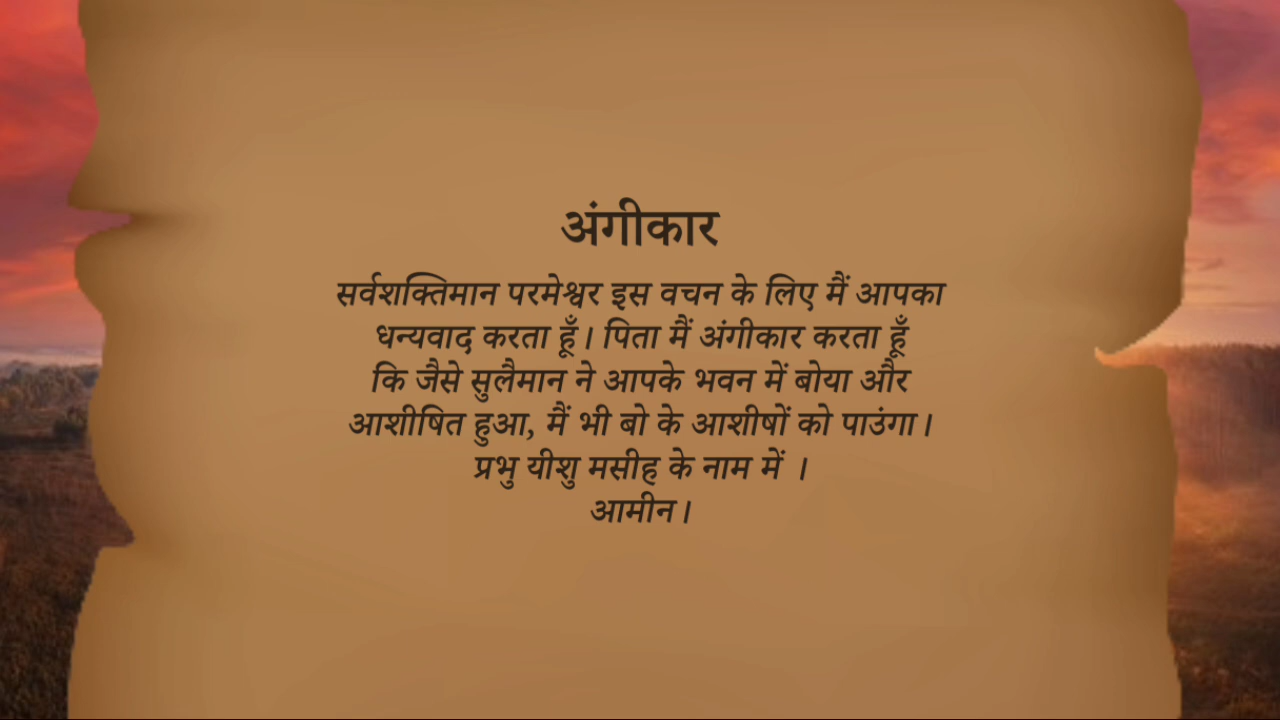 अंगीकार
सर्वशक्तिमान परमेश्वर इस वचन के लिए मैं आपका
धन्यवाद करता हूँ। पिता मैं अंगीकार करता हूँ
कि जैसे सुलैमान ने आपके भवन में बोया और
आशीषित हुआ, मैं भी बो के आशीषों को पाउंगा।
प्रभु यीशु मसीह के नाम में ।
आमीन।